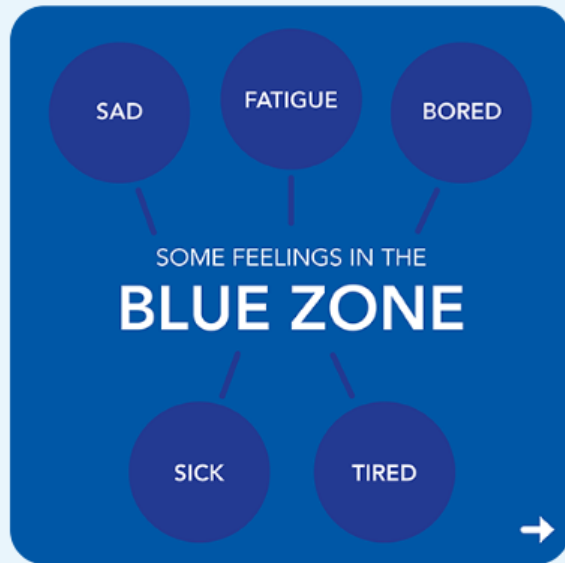 SAD
FATIGUE
BORED
SOME FEELINGS IN THE
BLUE ZONE
SICK
TIRED